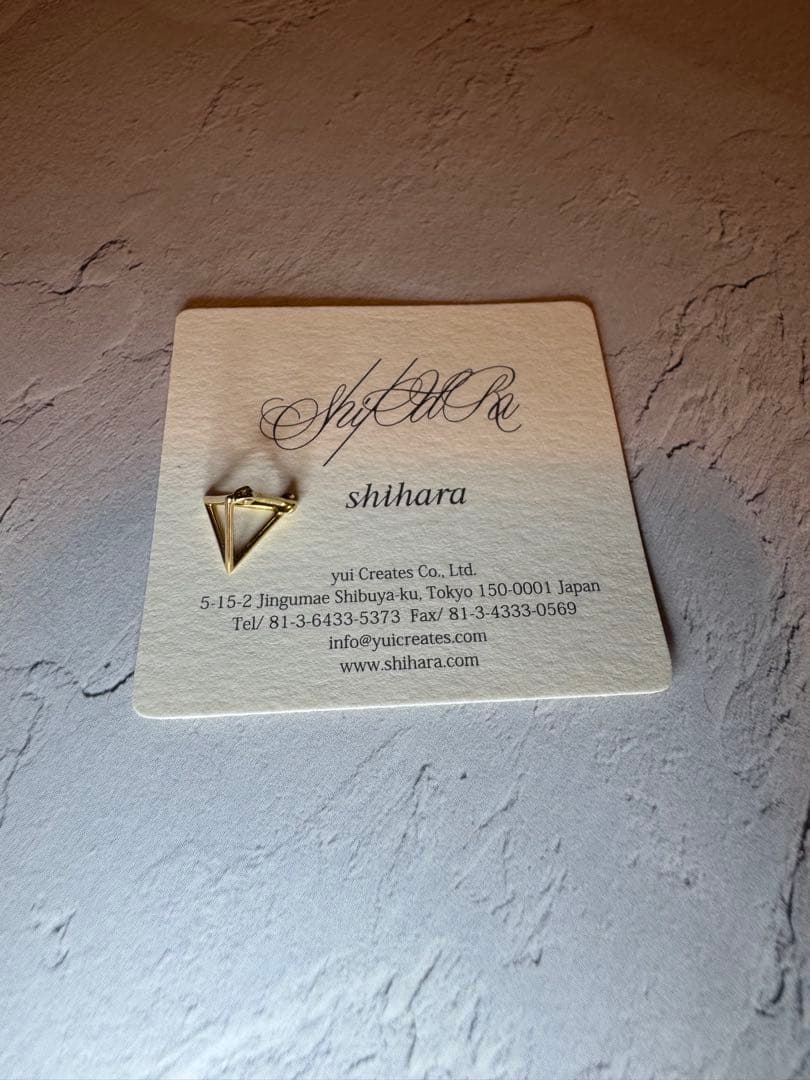 ShiHaRa
shihara
yui Creates Co., Ltd.
5-15-2 Jingumae Shibuya-ku, Tokyo 150-0001 Japan
Tel/ 81-3-6433-5373 Fax/ 81-3-4333-0569
info@yuicreates.com
www.shihara.com